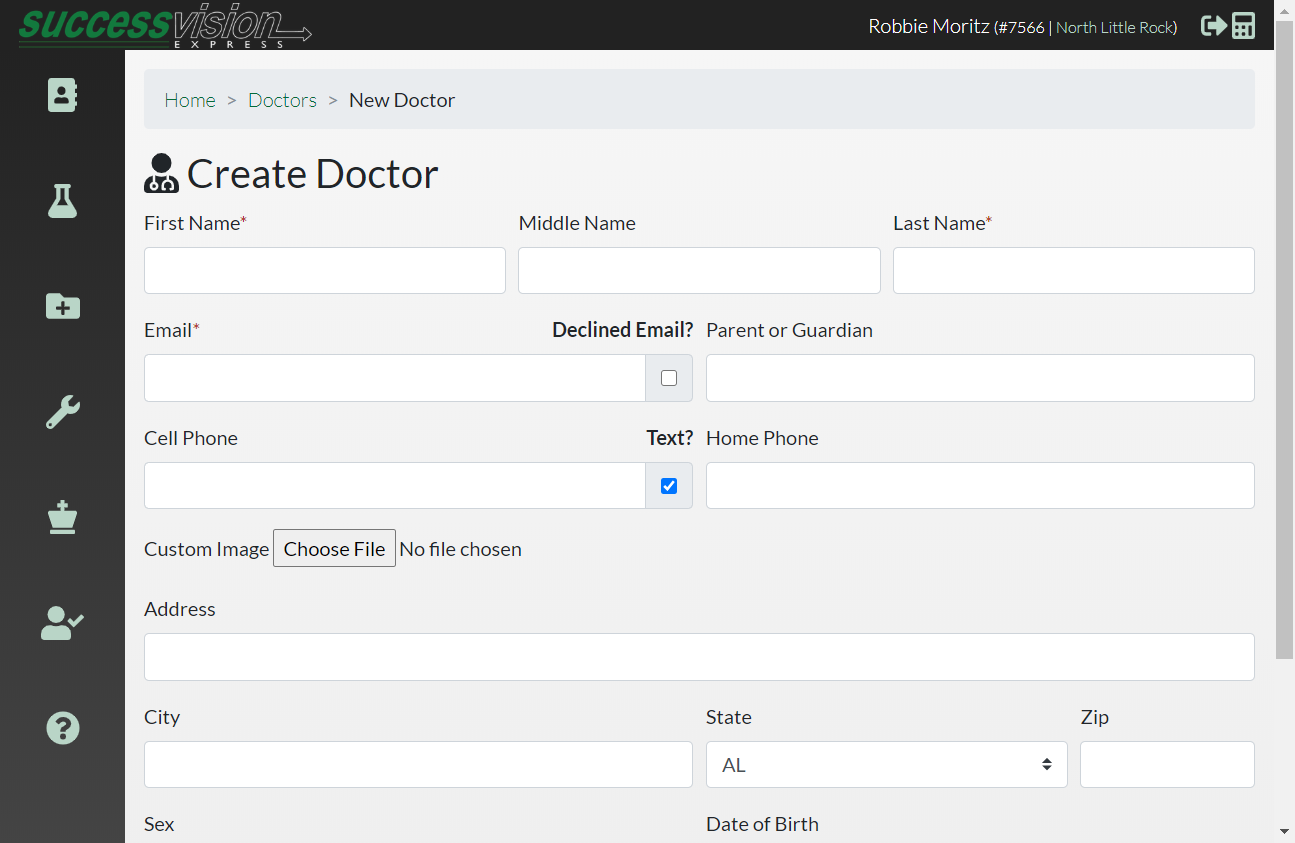 successvision
EXPRESS
Robbie Moritz (#7566 | North Little Rock)
Home > Doctors > New Doctor
Create Doctor
First Name* Middle Name Last Name*
Email* Declined Email? Parent or Guardian
Cell Phone Text? Home Phone
Custom Image Choose File No file chosen
Address
City State Zip
AL
Sex Date of Birth